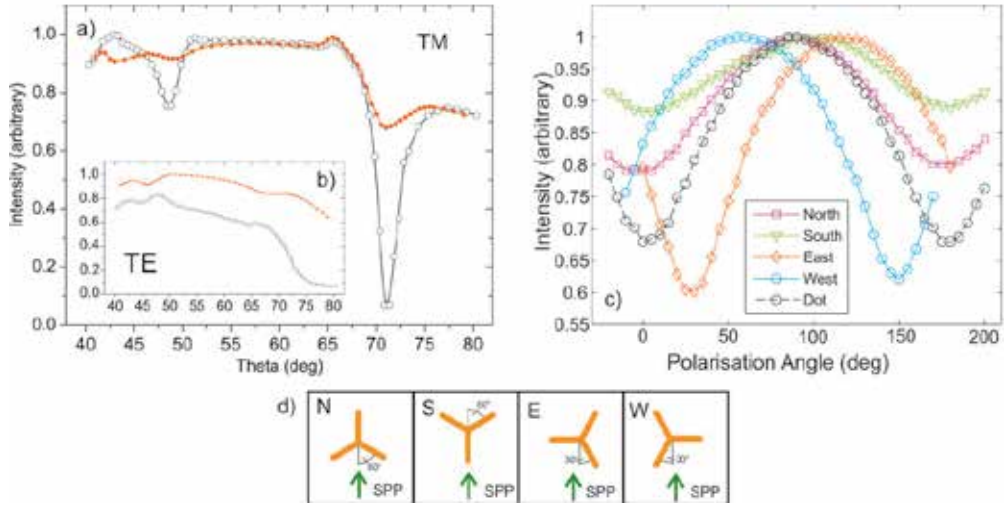 a)
TM
Intensity (arbitrary)
1.0
0.8
0.6
0.4
0.2
0.0
40 45 50 55 60 65 70 75 80
Theta (deg)
b)
TE
1.0
0.8
0.6
0.4
0.2
0.0
40 45 50 55 60 65 70 75 80
c)
Intensity (arbitrary)
1
0.95
0.9
0.85
0.8
0.75
0.7
0.65
0.6
0.55
0 50 100 150 200
Polarisation Angle (deg)
North
South
East
West
Dot
d)
N
60°
SPP
S
60°
SPP
E
30°
SPP
W
30°
SPP